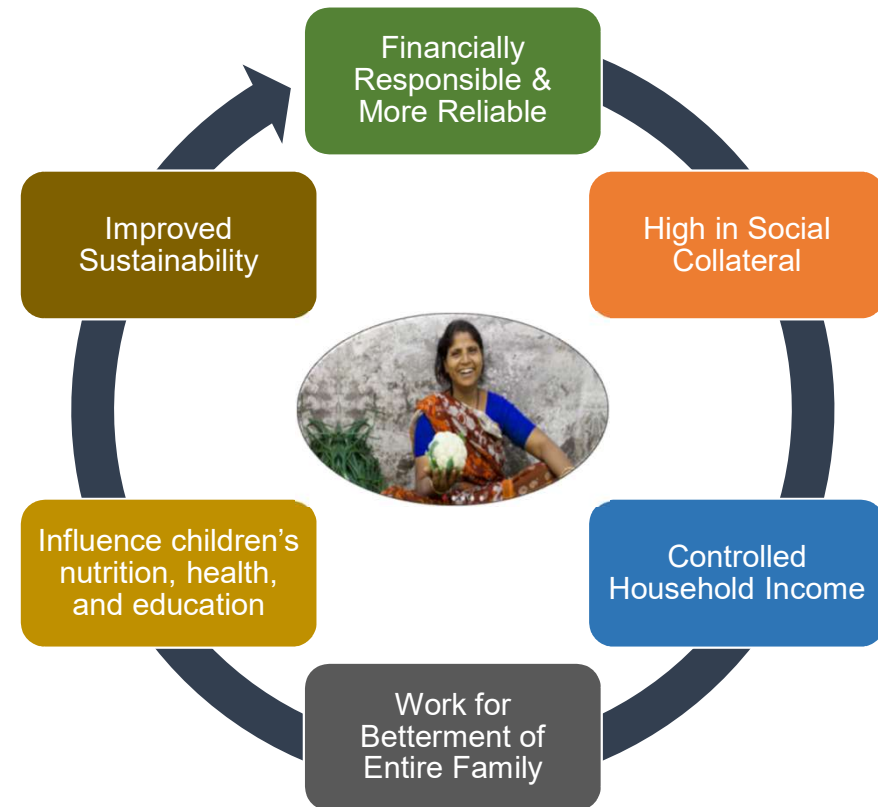 Financially
Responsible &
More Reliable
High in Social
Collateral
Controlled
Household Income
Work for
Betterment of
Entire Family
Influence children’s
nutrition, health,
and education
Improved
Sustainability